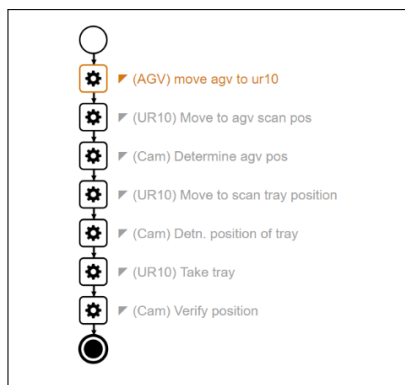 (AGV) move agv to ur10
(UR10) Move to agv scan pos
(Cam) Determine agv pos
(UR10) Move to scan tray position
(Cam) Detn. position of tray
(UR10) Take tray
(Cam) Verify position